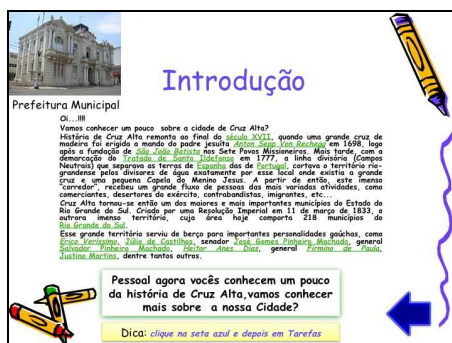 Introdução
Prefeitura Municipal
Oi...!!!!
Vamos conhecer um pouco sobre a cidade de Cruz Alta?
História de Cruz Alta remonta ao final do século XVII, quando uma grande cruz de
madeira foi erigida a mando do padre jesuíta Anton Sepp Von Rechegg em 1698, logo
após a fundação de São João Batista nos Sete Povos Missioneiros. Mais tarde, com a
demarcação do Tratado de Santo Ildefonso em 1777, a linha divisória (Campos
Neutrais) que separava as terras de Espanha das de Portugal, cortava o território rio-
grandense pelos divisores de água exatamente por esse local onde existia a grande
cruz e uma pequena Capela do Menino Jesus. A partir de então, este imenso
"corredor", recebeu um grande fluxo de pessoas das mais variadas atividades, como
comerciantes, desertores do exército, contrabandistas, imigrantes, etc...
Cruz Alta tornou-se então um dos maiores e mais importantes municípios do Estado do
Rio Grande do Sul. Criado por uma Resolução Imperial em 11 de março de 1833, o
outrora imenso território, cuja área hoje comporta 218 municípios do
Rio Grande do Sul.
Esse grande território serviu de berço para importantes personalidades gaúchas, como
Érico Veríssimo, Júlio de Castilhos, senador José Gomes Pinheiro Machado, general
Salvador Pinheiro Machado, Heitor Anes Dias, general Firmino de Paula,
Justino Martins, dentre tantos outros.
Pessoal agora vocês conhecem um pouco
da história de Cruz Alta,vamos conhecer
mais sobre a nossa Cidade?
Dica: clique na seta azul e depois em Tarefas